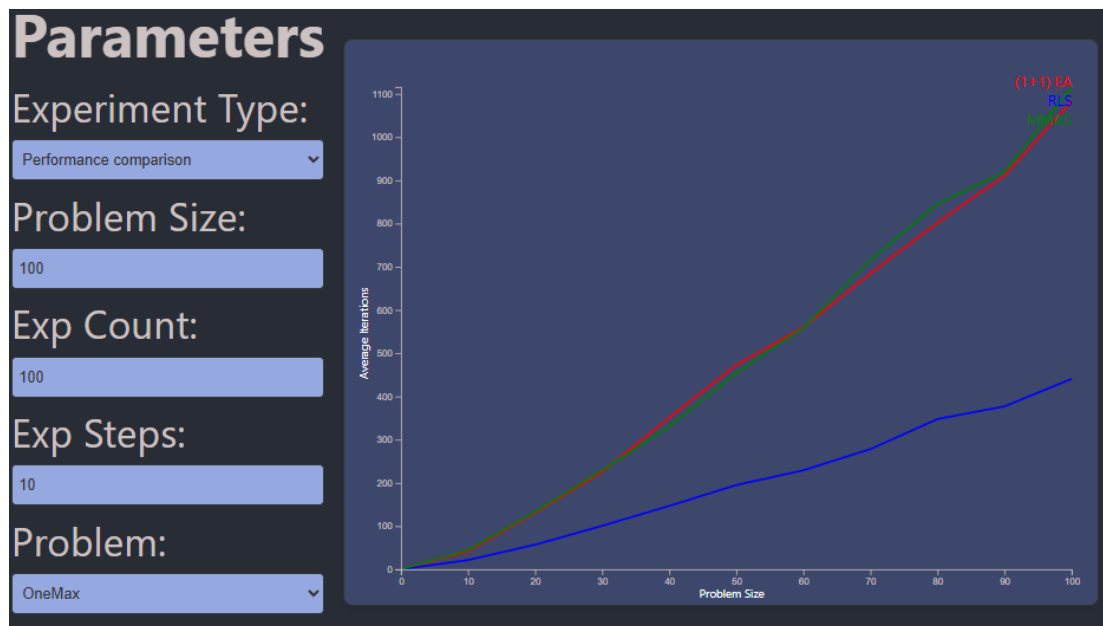 Parameters
Experiment Type:
Performance comparison
Problem Size:
100
Exp Count:
100
Exp Steps:
10
Problem:
OneMax
(1+1) EA
RLS
1100
1000
900
800
700
600
500
400
300
200
100
0
Average Iterations
0 10 20 30 40 50 60 70 80 90 100
Problem Size